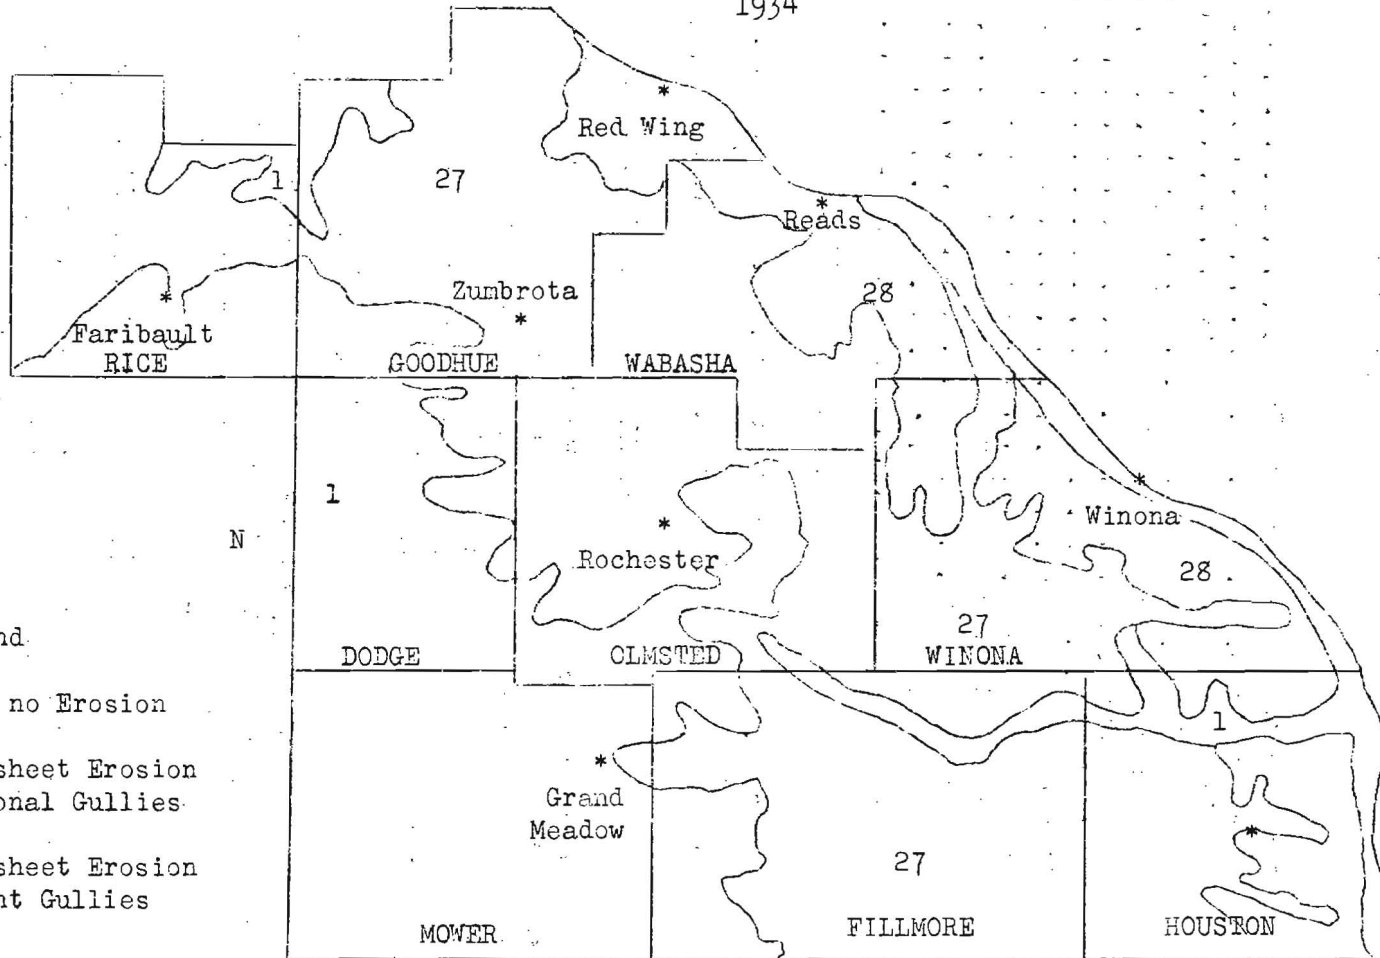 1934
Red Wing
1
27
Reads
Zumbrota
28
Faribault
RICE
GOODHUE
WABASHA
1
N
Rochester
Winona
28
27
DODGE
OLMSTED
WINONA
no Erosion
1
sheet Erosion
onal Gullies
Grand
Meadow
sheet Erosion
nt Gullies
27
MOWER
FILLMORE
HOUSTON